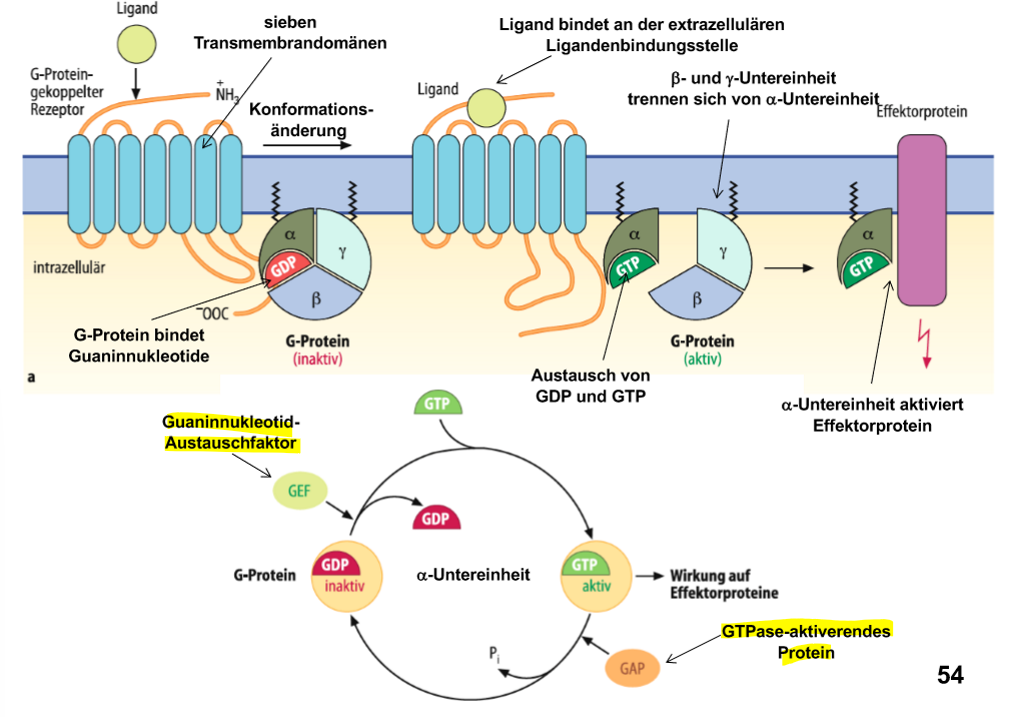 Ligand
sieben
Transmembrandomänen
G-Protein-
gekoppelter
Rezeptor
+
NH3
Konformations-
änderung
Ligand bindet an der extrazellulären
Ligandenbindungsstelle
Ligand
β- und γ-Untereinheit
trennen sich von α-Untereinheit
Effektorprotein
α
γ
β
GDP
intrazellulär
⁻OOC
G-Protein bindet
Guaninnukleotide
G-Protein
(inaktiv)
α
GTP
γ
β
G-Protein
(aktiv)
α
GTP
Austausch von
GDP und GTP
α-Untereinheit aktiviert
Effektorprotein
a
GTP
Guaninnukleotid-
Austauschfaktor
GEF
GDP
G-Protein
GDP
inaktiv
α-Untereinheit
GTP
aktiv
Wirkung auf
Effektorproteine
GTPase-aktiverendes
Protein
Pi
GAP
54